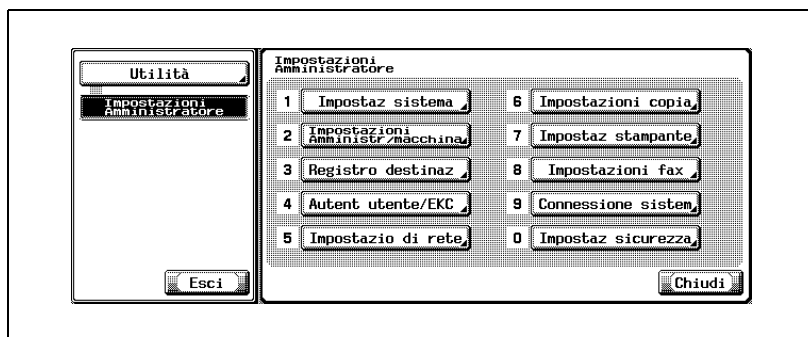 Utilità
Impostazioni
Amministratore
Esci
Impostazioni
Amministratore
1 Impostaz sistema
2 Impostazioni
Amministr/macchina
3 Registro destinaz
4 Autent utente/EKC
5 Impostazio di rete
6 Impostazioni copia
7 Impostaz stampante
8 Impostazioni fax
9 Connessione sistem
0 Impostaz sicurezza
Chiudi